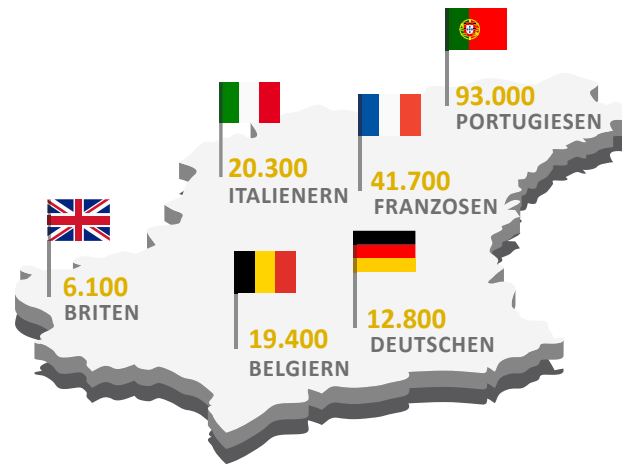 93.000
PORTUGIESEN
20.300
ITALIENERN
41.700
FRANZOSEN
6.100
BRITEN
19.400
BELGIERN
12.800
DEUTSCHEN